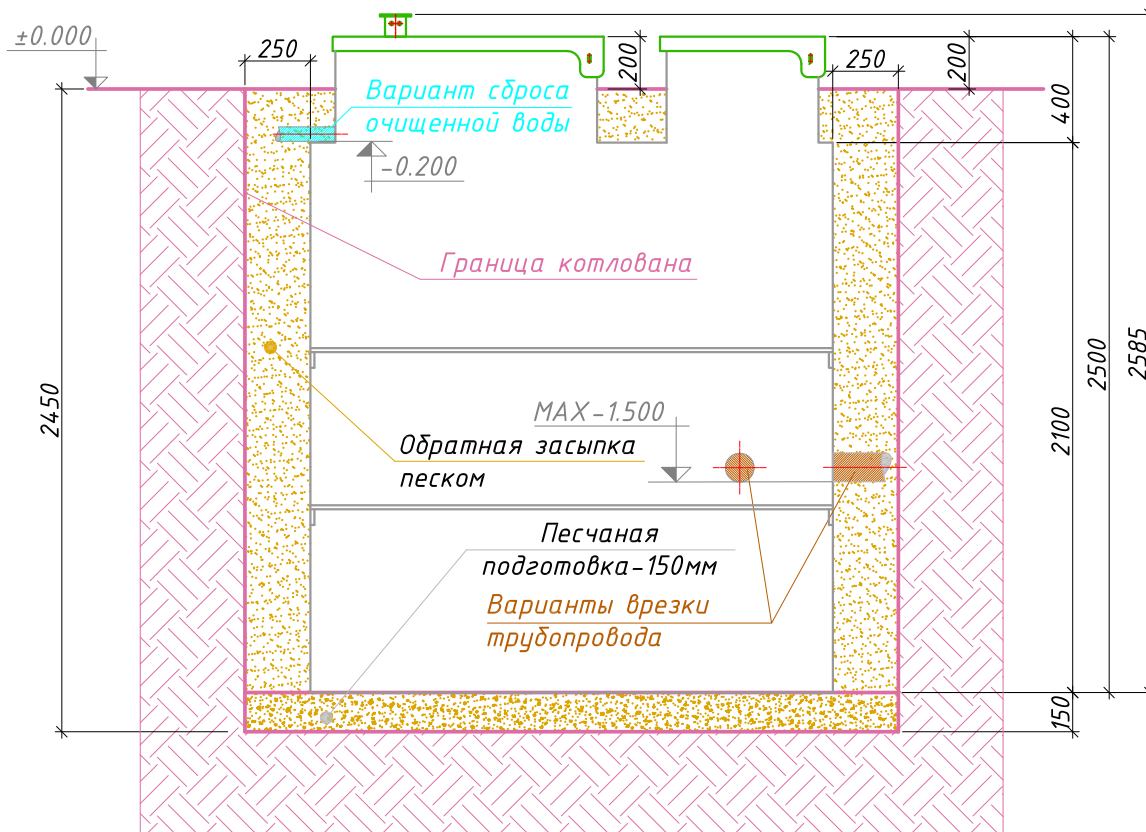 ±0.000
250
200
250
200
Вариант сброса
очищенной воды
400
-0.200
Граница котлована
2450
2500
2585
MAX-1.500
2100
Обратная засыпка
песком
Песчаная
подготовка-150мм
Варианты врезки
трубопровода
150